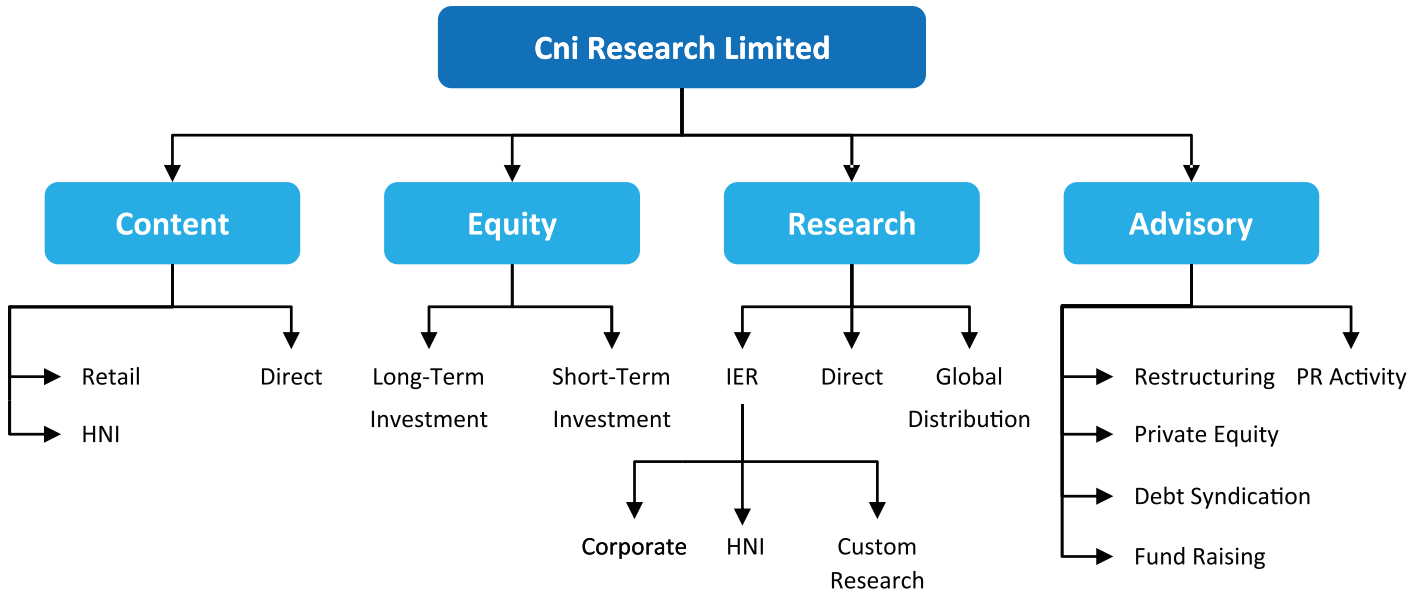 Cni Research Limited
Content
Equity
Research
Advisory
Retail
Direct
Long-Term
Investment
Short-Term
Investment
IER
Direct
Global
Distribution
Restructuring
PR Activity
HNI
Private Equity
Debt Syndication
Corporate
HNI
Custom
Research
Fund Raising